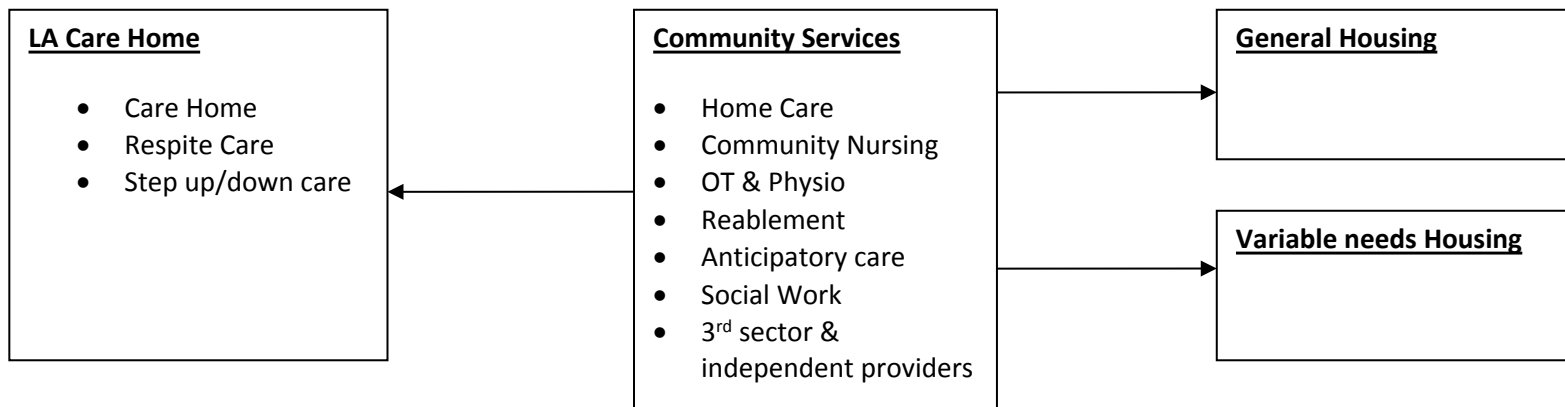 LA Care Home
• Care Home
• Respite Care
• Step up/down care
Community Services
• Home Care
• Community Nursing
• OT & Physio
• Reablement
• Anticipatory care
• Social Work
• 3rd sector &
independent providers
General Housing
Variable needs Housing